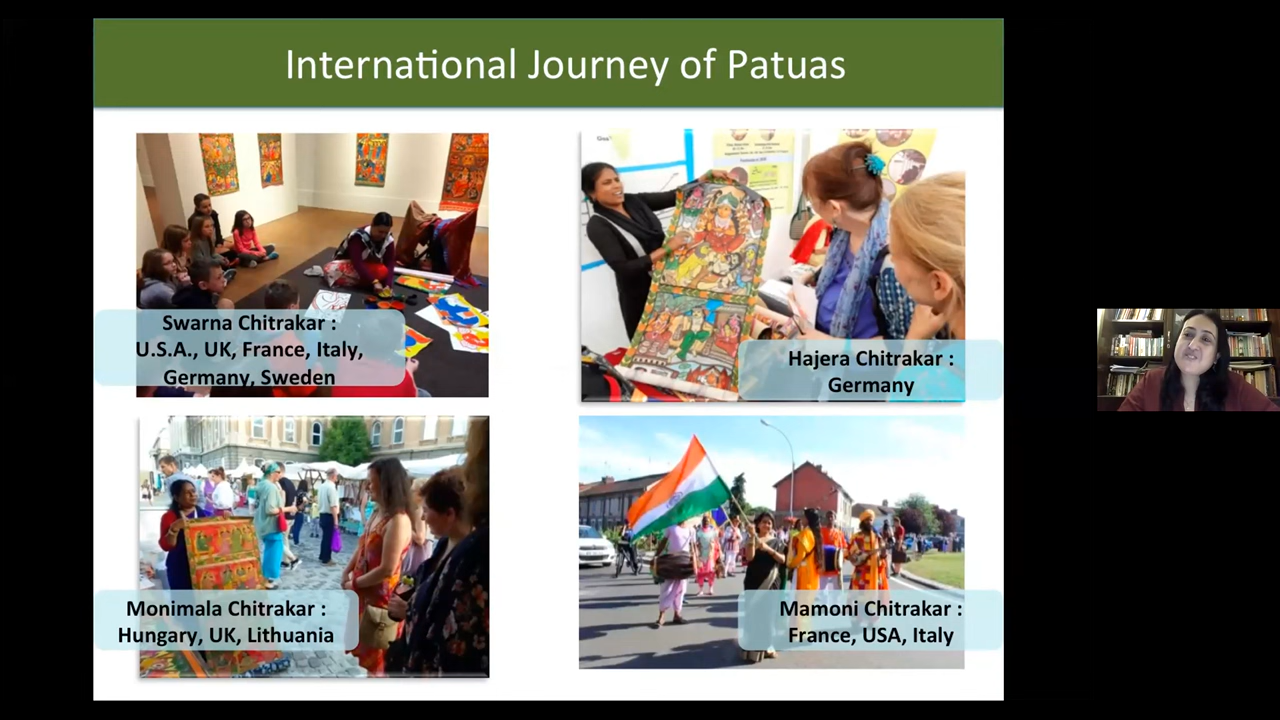 International Journey of Patuas
Swarna Chitrakar :
U.S.A., UK, France, Italy,
Germany, Sweden
Hajera Chitrakar :
Germany
Monimala Chitrakar :
Hungary, UK, Lithuania
Mamoni Chitrakar :
France, USA, Italy